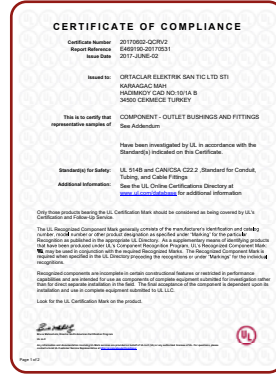 CERTIFICATE OF COMPLIANCE
Certificate Number 20170602-QCRV2
Report Reference E469190-20170531
Issue Date 2017-JUNE-02
Issued to: ORTACLAR ELEKTRIK SAN TIC LTD STI
KARAAGAC MAH
HADIMKOY CAD NO:10/1A B
34500 CEKMECE TURKEY
This is to certify that COMPONENT - OUTLET BUSHINGS AND FITTINGS
representative samples of See Addendum
Have been investigated by UL in accordance with the
Standard(s) indicated on this Certificate.
Standard(s) for Safety: UL 514B and CAN/CSA C22.2 ,Standard for Conduit,
Tubing, and Cable Fittings
Additional Information: See the UL Online Certifications Directory at
www.ul.com/database for additional information
Only those products bearing the UL Certification Mark should be considered as being covered by UL's
Certification and Follow-Up Service.
The UL Recognized Component Mark generally consists of the manufacturer's identification and catalog
number, model number or other product designation as specified under "Marking" for the particular
Recognition as published in the appropriate UL Directory. As a supplementary means of identifying products
that have been produced under UL's Component Recognition Program, UL's Recognized Component Mark:
may be used in conjunction with the required Recognized Marks. The Recognized Component Mark is
required when specified in the UL Directory preceding the recognitions or under "Markings" for the individual
recognitions.
Recognized components are incomplete in certain constructional features or restricted in performance
capabilities and are intended for use as components of complete equipment submitted for investigation rather
than for direct separate installation in the field. The final acceptance of the component is dependent upon its
installation and use in complete equipment submitted to UL LLC.
Look for the UL Certification Mark on the product.
UL
Page 1 of 2